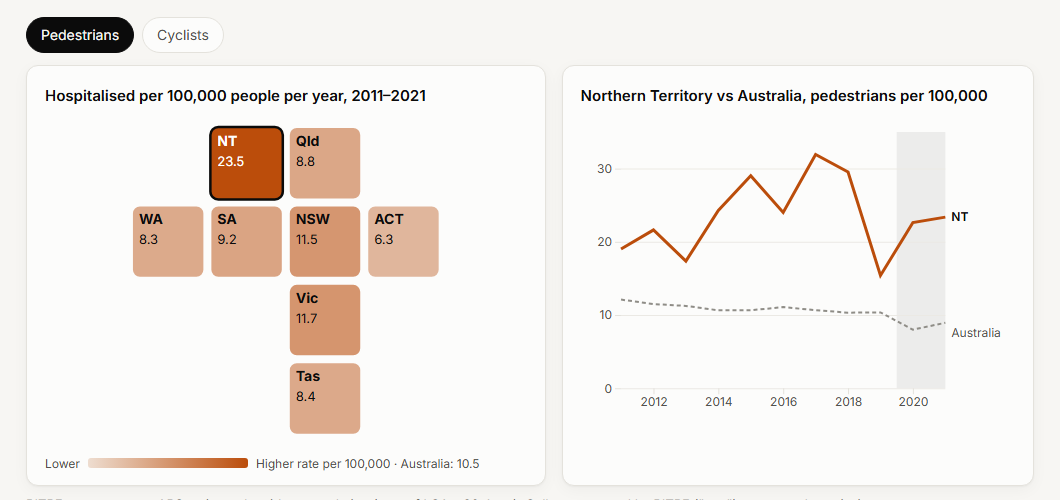 Pedestrians
Cyclists
Hospitalised per 100,000 people per year, 2011–2021
NT
23.5
Qld
8.8
WA
8.3
SA
9.2
NSW
11.5
ACT
6.3
Vic
11.7
Tas
8.4
Lower
Higher rate per 100,000 · Australia: 10.5
Northern Territory vs Australia, pedestrians per 100,000
30
20
10
0
NT
Australia
2012 2014 2016 2018 2020